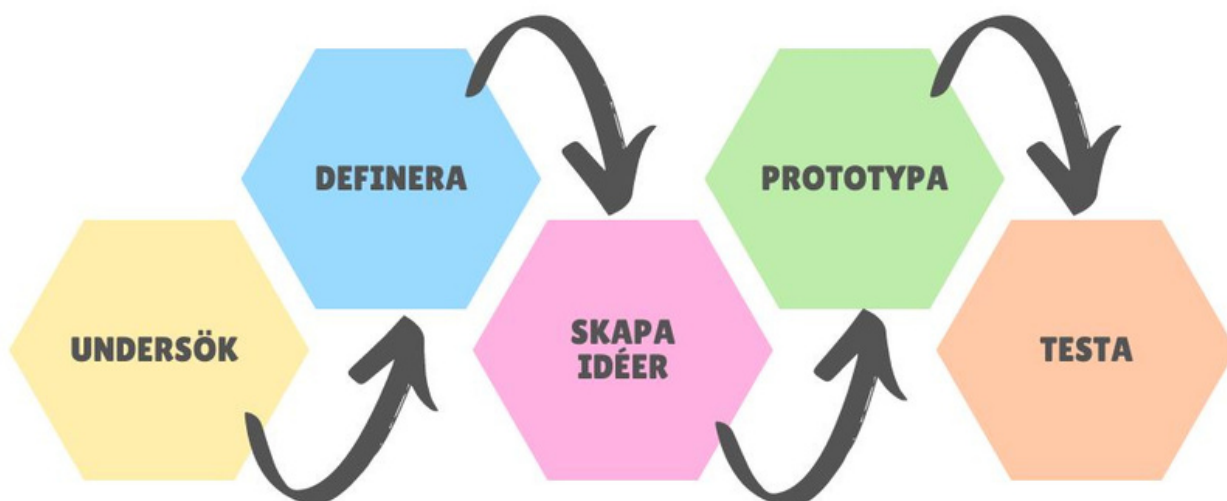 UNDERSÖK
DEFINERA
SKAPA
IDÉER
PROTOTYPA
TESTA